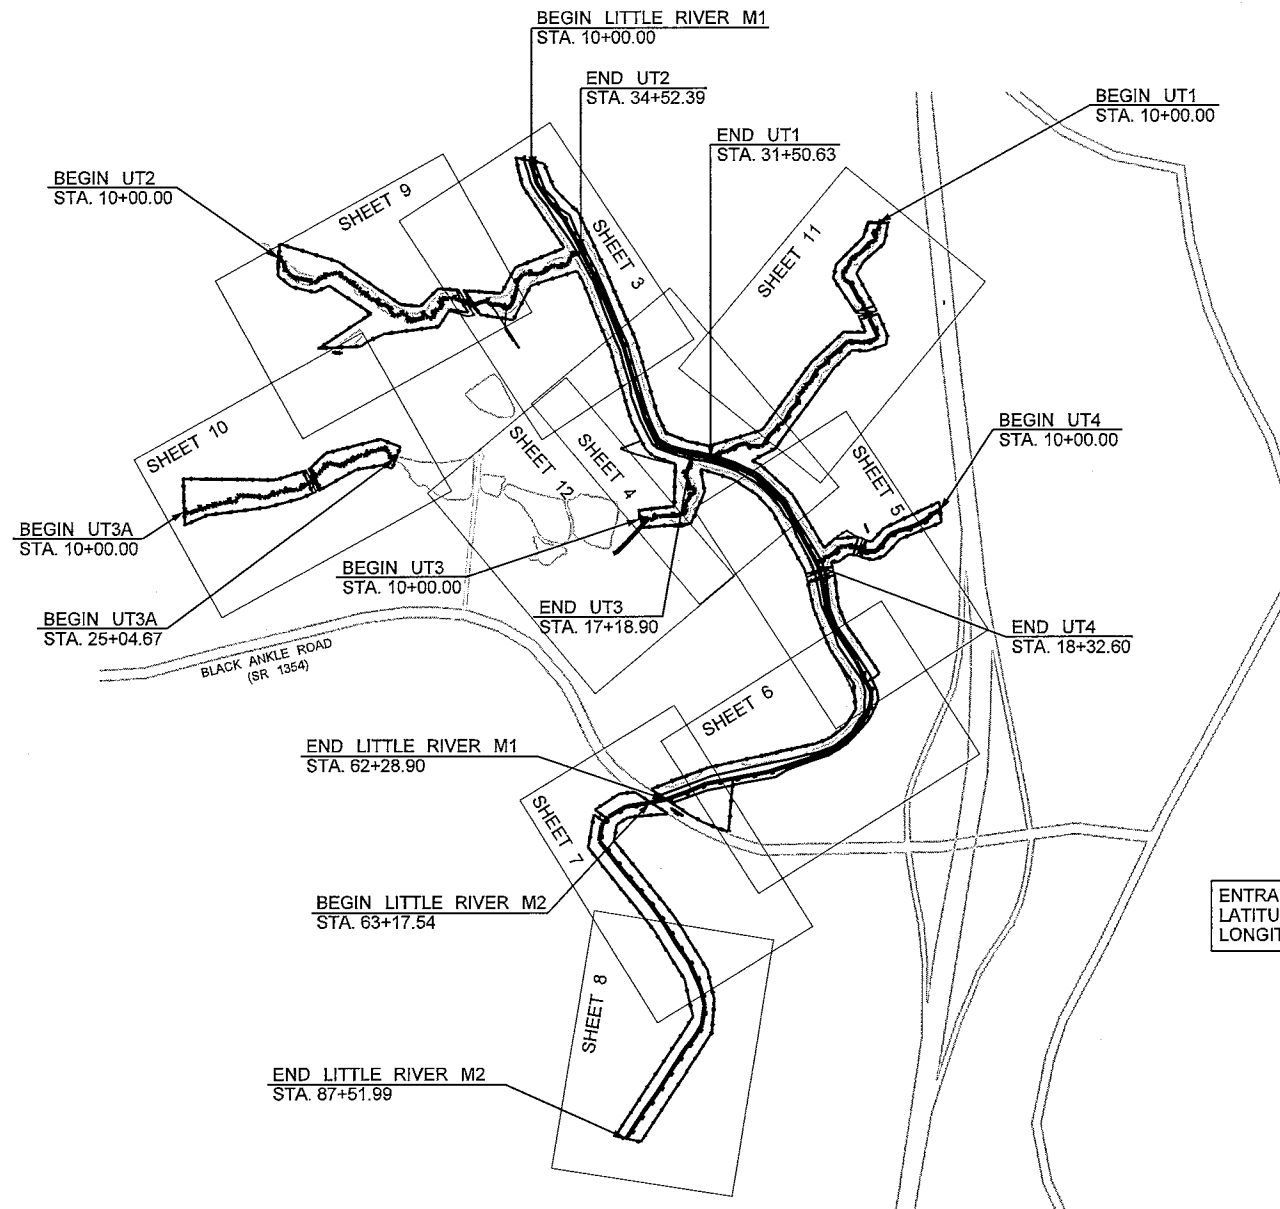 BEGIN LITTLE RIVER M1
STA. 10+00.00
END UT2
STA. 34+52.39
BEGIN UT1
STA. 10+00.00
END UT1
STA. 31+50.63
BEGIN UT2
STA. 10+00.00
SHEET 9
SHEET 3
SHEET 11
SHEET 10
SHEET 12
SHEET 4
SHEET 5
BEGIN UT4
STA. 10+00.00
BEGIN UT3A
STA. 10+00.00
BEGIN UT3
STA. 10+00.00
END UT3
STA. 17+18.90
BEGIN UT3A
STA. 25+04.67
END UT4
STA. 18+32.60
BLACK ANKLE ROAD
(SR 1354)
SHEET 6
END LITTLE RIVER M1
STA. 62+28.90
SHEET 7
BEGIN LITTLE RIVER M2
STA. 63+17.54
ENTRA
LATITU
LONGIT
SHEET 8
END LITTLE RIVER M2
STA. 87+51.99